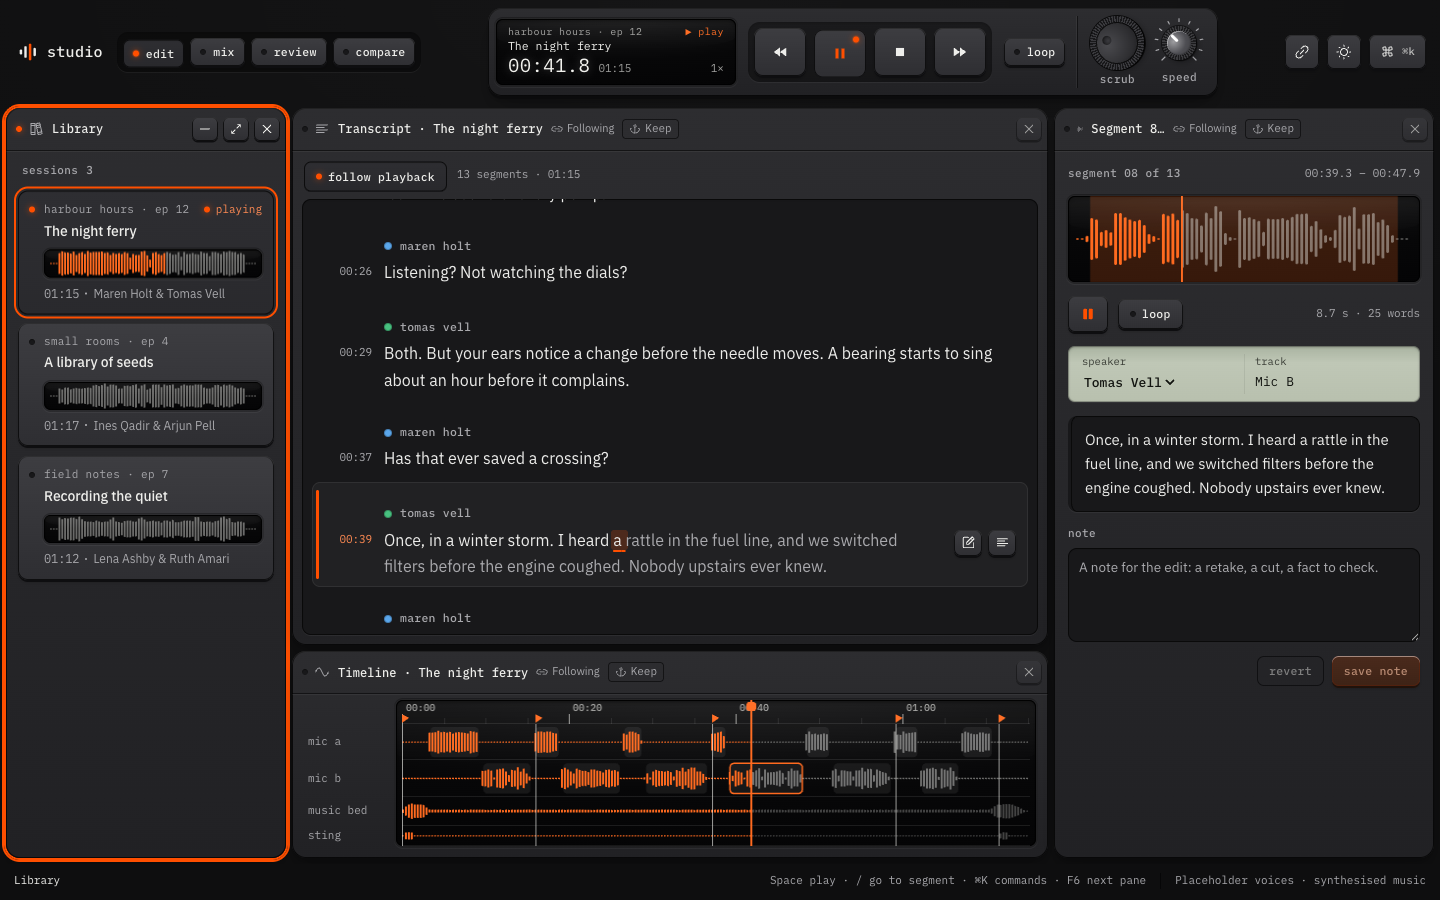 studio
edit
mix
review
compare
harbour hours · ep 12
▶ play
The night ferry
00:41.8
01:15
1×
loop
scrub
speed
⌘ ⌘k
Library
sessions 3
harbour hours · ep 12
playing
The night ferry
01:15 · Maren Holt & Tomas Vell
small rooms · ep 4
A library of seeds
01:17 · Ines Qadir & Arjun Pell
field notes · ep 7
Recording the quiet
01:12 · Lena Ashby & Ruth Amari
Transcript · The night ferry
Following
Keep
follow playback
13 segments · 01:15
maren holt
00:26
Listening? Not watching the dials?
tomas vell
00:29
Both. But your ears notice a change before the needle moves. A bearing starts to sing
about an hour before it complains.
maren holt
00:37
Has that ever saved a crossing?
tomas vell
00:39
Once, in a winter storm. I heard a rattle in the fuel line, and we switched
filters before the engine coughed. Nobody upstairs ever knew.
maren holt
Timeline · The night ferry
Following
Keep
00:00
00:20
:40
01:00
mic a
mic b
music bed
sting
Segment 8…
Following
Keep
segment 08 of 13
00:39.3 – 00:47.9
loop
8.7 s · 25 words
speaker
Tomas Vell
track
Mic B
Once, in a winter storm. I heard a rattle in the
fuel line, and we switched filters before the
engine coughed. Nobody upstairs ever knew.
note
A note for the edit: a retake, a cut, a fact to check.
revert
save note
Library
Space play · / go to segment · ⌘K commands · F6 next pane
Placeholder voices · synthesised music